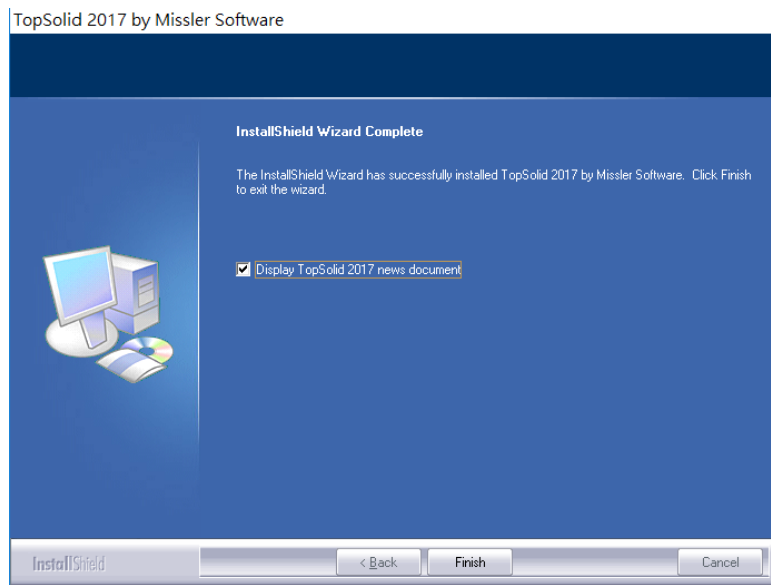 TopSolid 2017 by Missler Software
InstallShield Wizard Complete
The InstallShield Wizard has successfully installed TopSolid 2017 by Missler Software. Click Finish
to exit the wizard.
Display TopSolid 2017 news document
InstallShield
< Back
Finish
Cancel